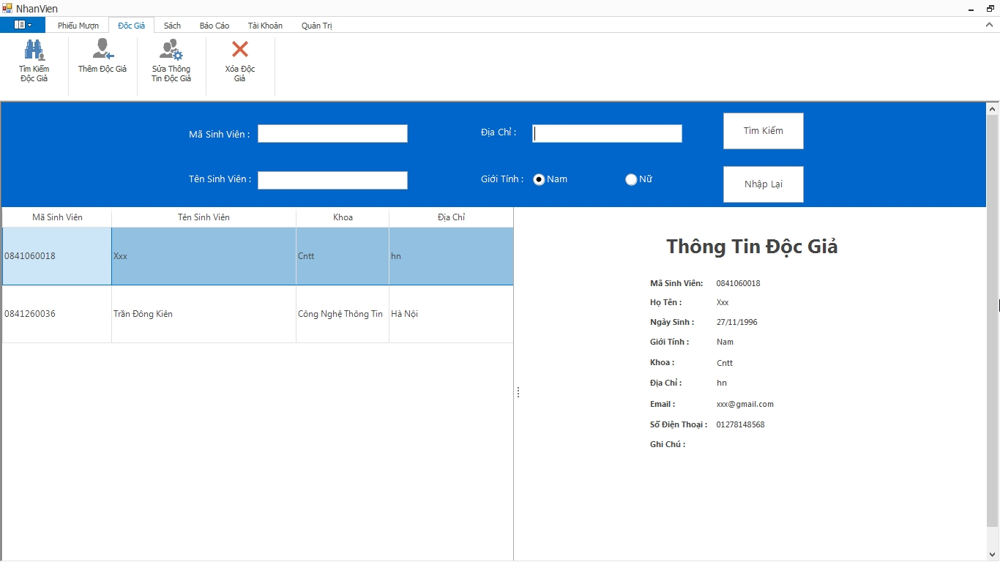 NhanVien
Phiếu Mượn Độc Giả Sách Báo Cáo Tài Khoản Quản Trị
Tìm Kiếm
Độc Giả
Thêm Độc Giả
Sửa Thông
Tin Độc Giả
Xóa Độc
Giả
Mã Sinh Viên :
Địa Chỉ :
Tìm Kiếm
Tên Sinh Viên :
Giới Tính : Nam Nữ
Nhập Lại
Mã Sinh Viên Tên Sinh Viên Khoa Địa Chỉ
0841060018 Xxx Cntt hn
0841260036 Trần Đông Kiên Công Nghệ Thông Tin Hà Nội
Thông Tin Độc Giả
Mã Sinh Viên: 0841060018
Họ Tên : Xxx
Ngày Sinh : 27/11/1996
Giới Tính : Nam
Khoa : Cntt
Địa Chỉ : hn
Email : xxx@gmail.com
Số Điện Thoại : 01278148568
Ghi Chú :